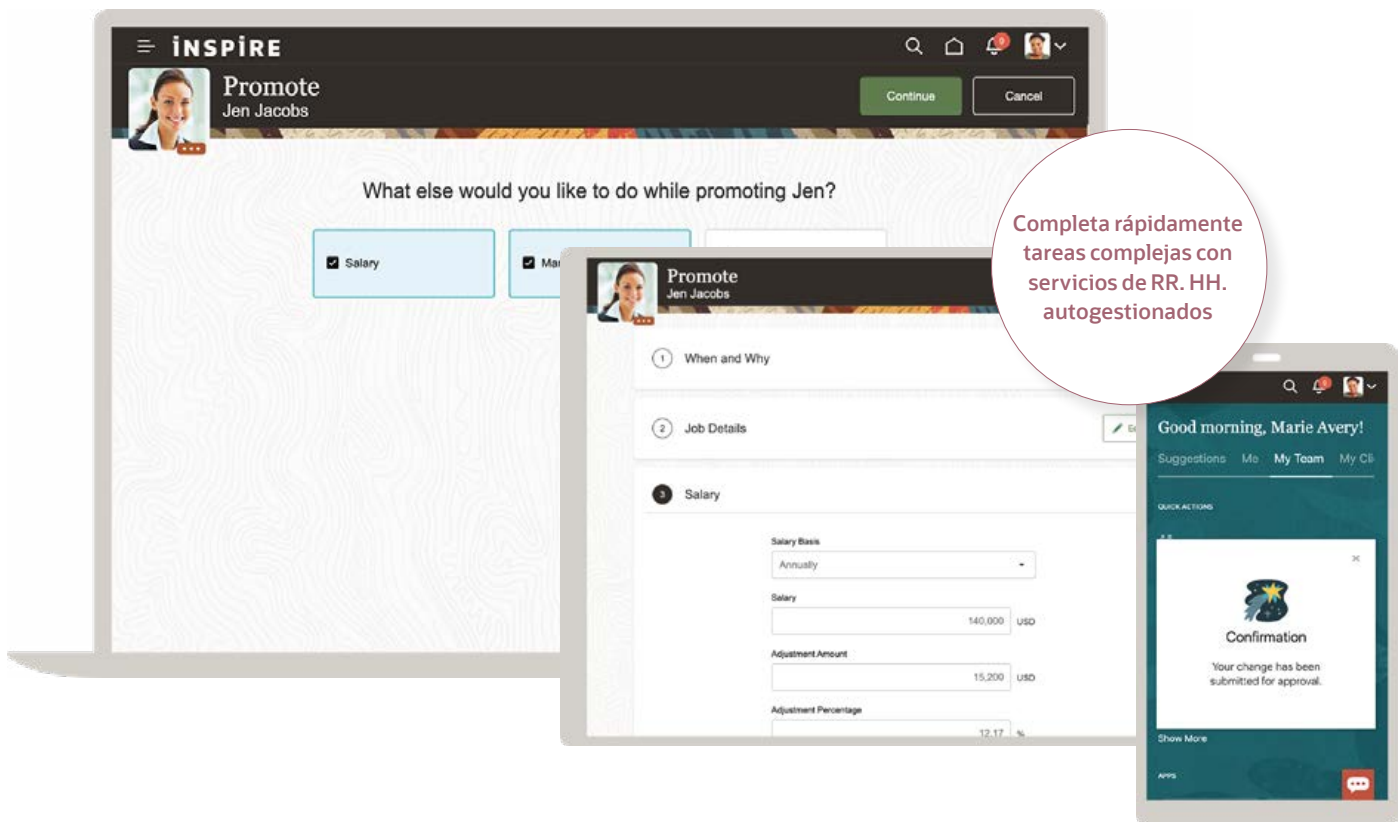 iNSPiRE
Promote
Jen Jacobs
Continue
Cancel
What else would you like to do while promoting Jen?
Salary
Completa rápidamente
tareas complejas con
servicios de RR. HH.
autogestionados
Promote
Jen Jacobs
1 When and Why
2 Job Details
3 Salary
Salary Basis
Annually
Salary
140,000 USD
Adjustment Amount
15,200 USD
Adjustment Percentage
12.17 %
Good morning, Marie Avery!
Suggestions Me My Team My Cli
QUICK ACTIONS
Confirmation
Your change has been
submitted for approval.
Show More
APPS